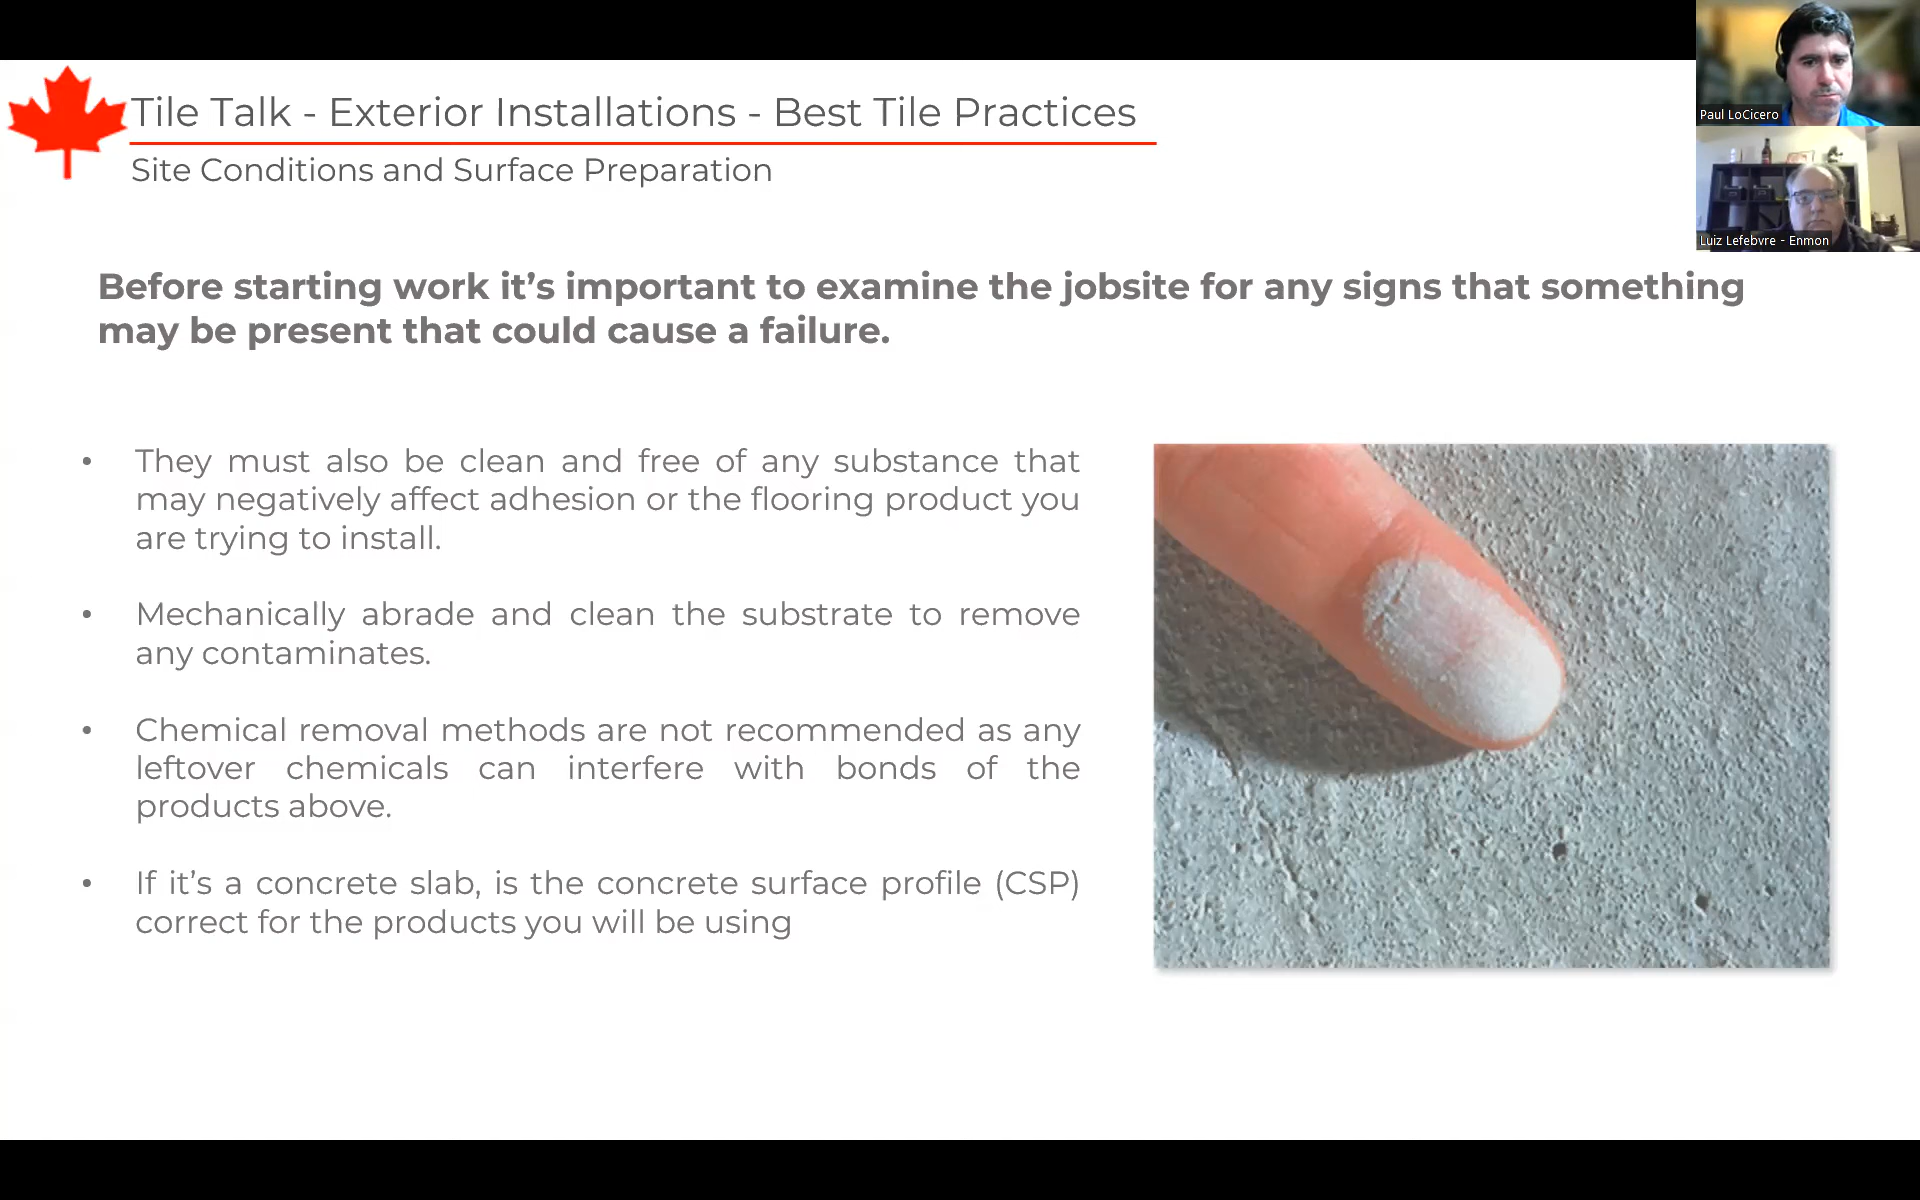 Tile Talk - Exterior Installations - Best Tile Practices
Site Conditions and Surface Preparation
Paul LoCicero
Luiz Lefebvre - Enmon
Before starting work it’s important to examine the jobsite for any signs that something
may be present that could cause a failure.
• They must also be clean and free of any substance that
may negatively affect adhesion or the flooring product you
are trying to install.
• Mechanically abrade and clean the substrate to remove
any contaminates.
• Chemical removal methods are not recommended as any
leftover chemicals can interfere with bonds of the
products above.
• If it’s a concrete slab, is the concrete surface profile (CSP)
correct for the products you will be using